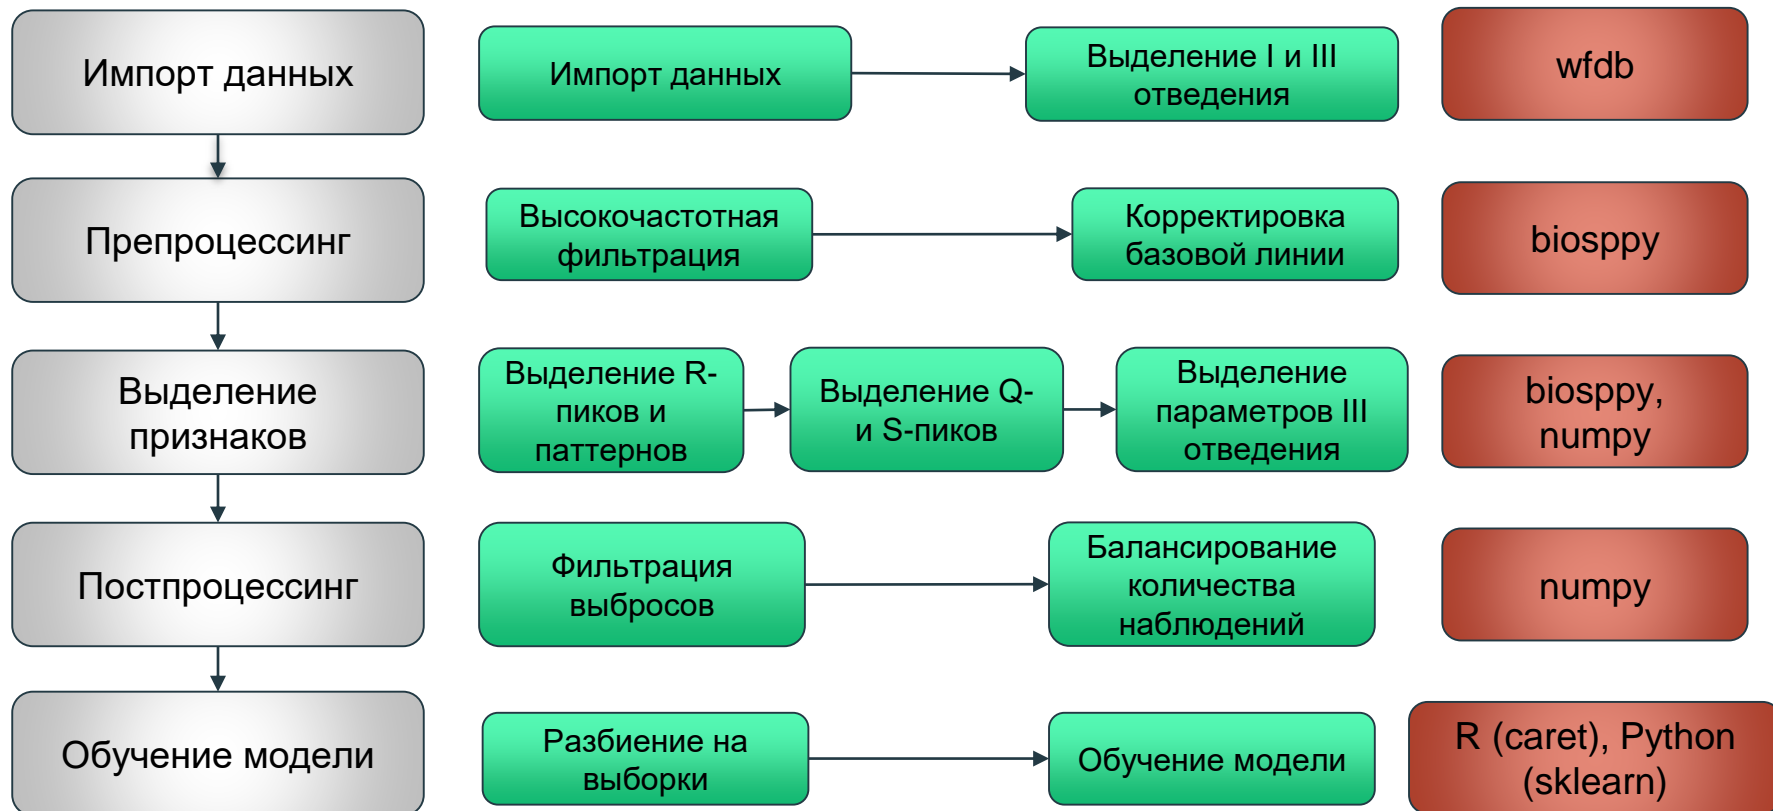 Импорт данных
Импорт данных
Выделение I и III
отведения
wfdb
Препроцессинг
Высокочастотная
фильтрация
Корректировка
базовой линии
biosppy
Выделение
признаков
Выделение R-
пиков и
паттернов
Выделение Q-
и S-пиков
Выделение
параметров III
отведения
biosppy,
numpy
Постпроцессинг
Фильтрация
выбросов
Балансирование
количества
наблюдений
numpy
Обучение модели
Разбиение на
выборки
Обучение модели
R (caret), Python
(sklearn)